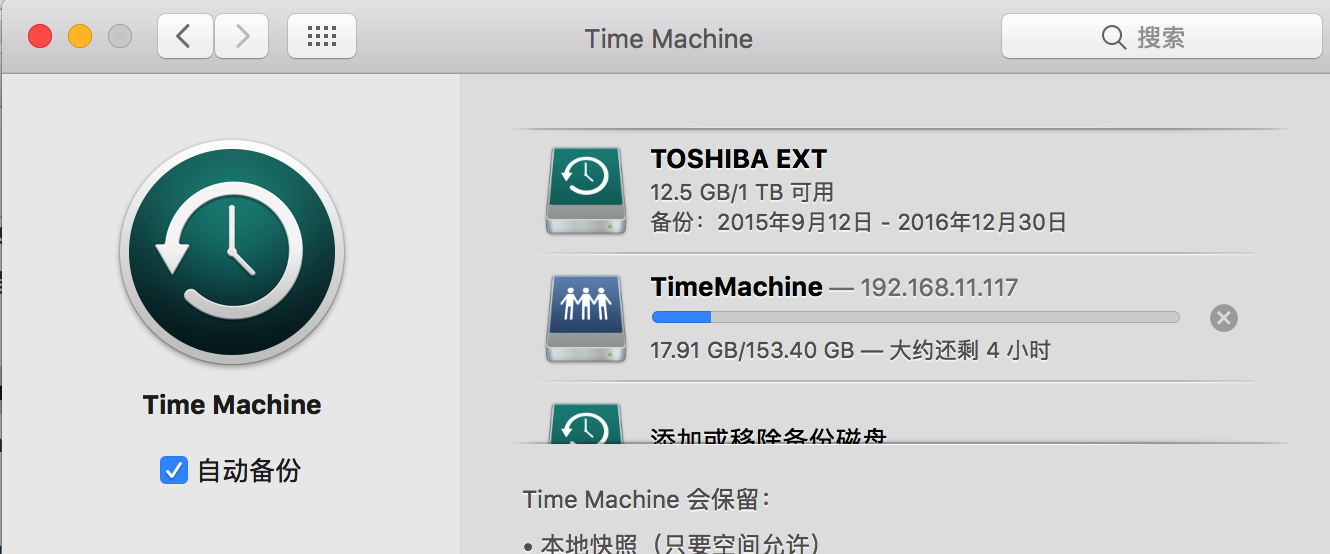 Time Machine
搜索
TOSHIBA EXT
12.5 GB/1 TB 可用
备份：2015年9月12日 - 2016年12月30日
TimeMachine — 192.168.11.117
17.91 GB/153.40 GB — 大约还剩 4 小时
添加或移除备份磁盘
Time Machine
自动备份
Time Machine 会保留：
• 本地快照（只要空间允许）